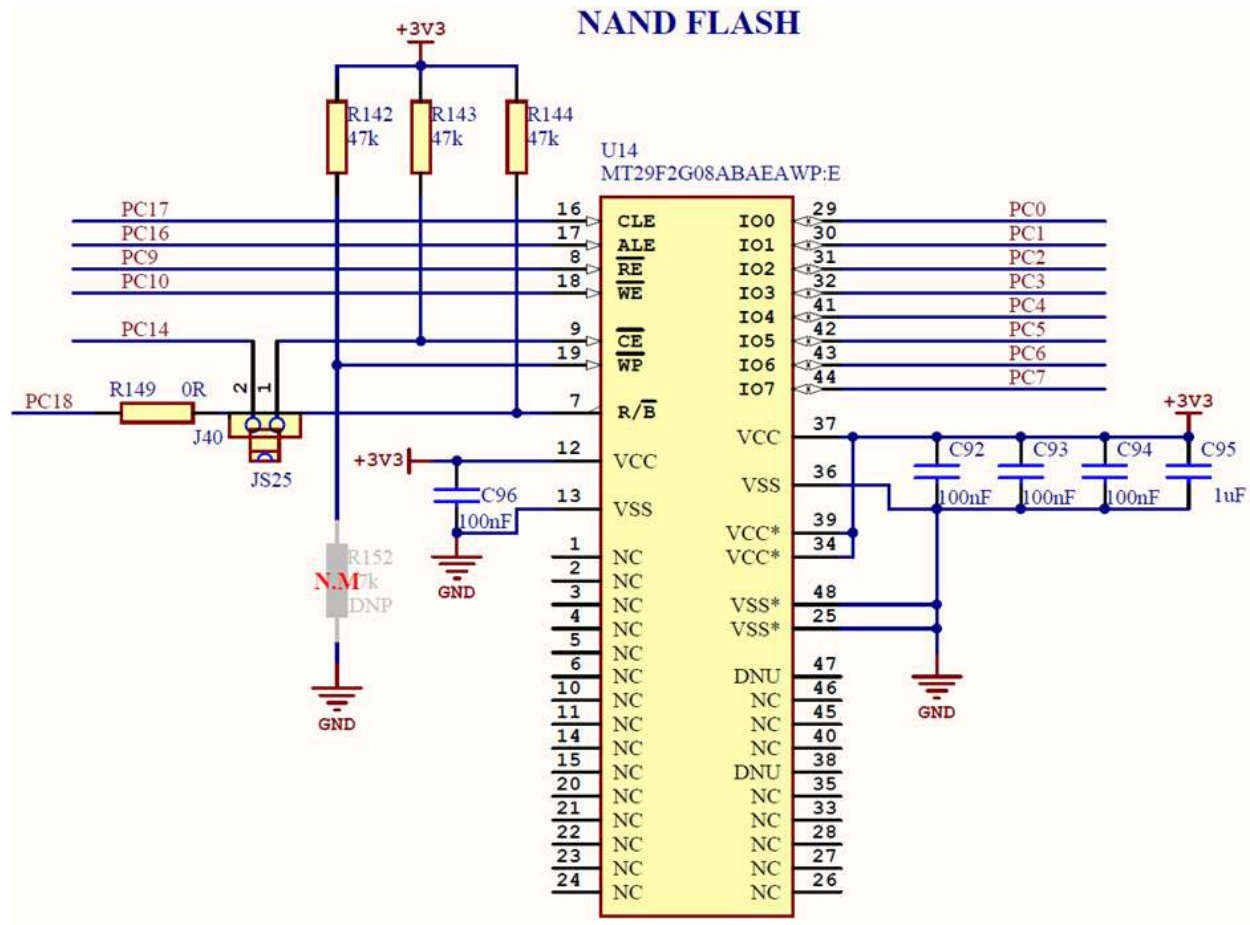 NAND FLASH
+3V3
R142
47k
R143
47k
R144
47k
U14
MT29F2G08ABAEAWP:E
PC17 16 CLE IO0 29 PC0
PC16 17 ALE IO1 30 PC1
PC9 8 RE IO2 31 PC2
PC10 18 WE IO3 32 PC3
IO4 41 PC4
PC14 9 CE IO5 42 PC5
19 WP IO6 43 PC6
IO7 44 PC7
PC18 R149 0R 2 1 7 R/B
J40
JS25
+3V3
VCC 37
+3V3 12 VCC
C92 C93 C94 C95
100nF 100nF 100nF 1uF
VSS 36
C96
100nF
13 VSS
GND
VCC* 39
VCC* 34
R152
N.M 7k
DNP
GND
1 NC
2 NC
3 NC VSS* 48
4 NC VSS* 25
5 NC
6 NC DNU 47
10 NC NC 46
11 NC NC 45
14 NC NC 40
15 NC DNU 38
20 NC NC 35
21 NC NC 33
22 NC NC 28
23 NC NC 27
24 NC NC 26
GND